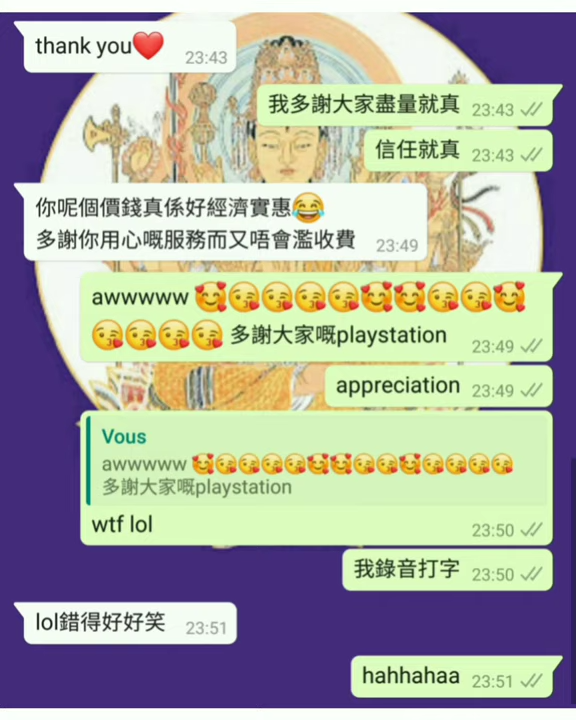 thank you❤️ 23:43
我多謝大家盡量就真 23:43
信任就真 23:43
你呢個價錢真係好經濟實惠😂
多謝你用心嘅服務而又唔會濫收費 23:49
awwwww 🥰😘😘😘😘🥰🥰😘😘🥰
😘😘😘😘 多謝大家嘅playstation 23:49
appreciation 23:49
Vous
awwwww 🥰😘😘😘😘🥰🥰😘😘🥰😘😘😘😘
多謝大家嘅playstation
wtf lol 23:50
我錄音打字 23:50
lol錯得好好笑 23:51
hahhahaa 23:51